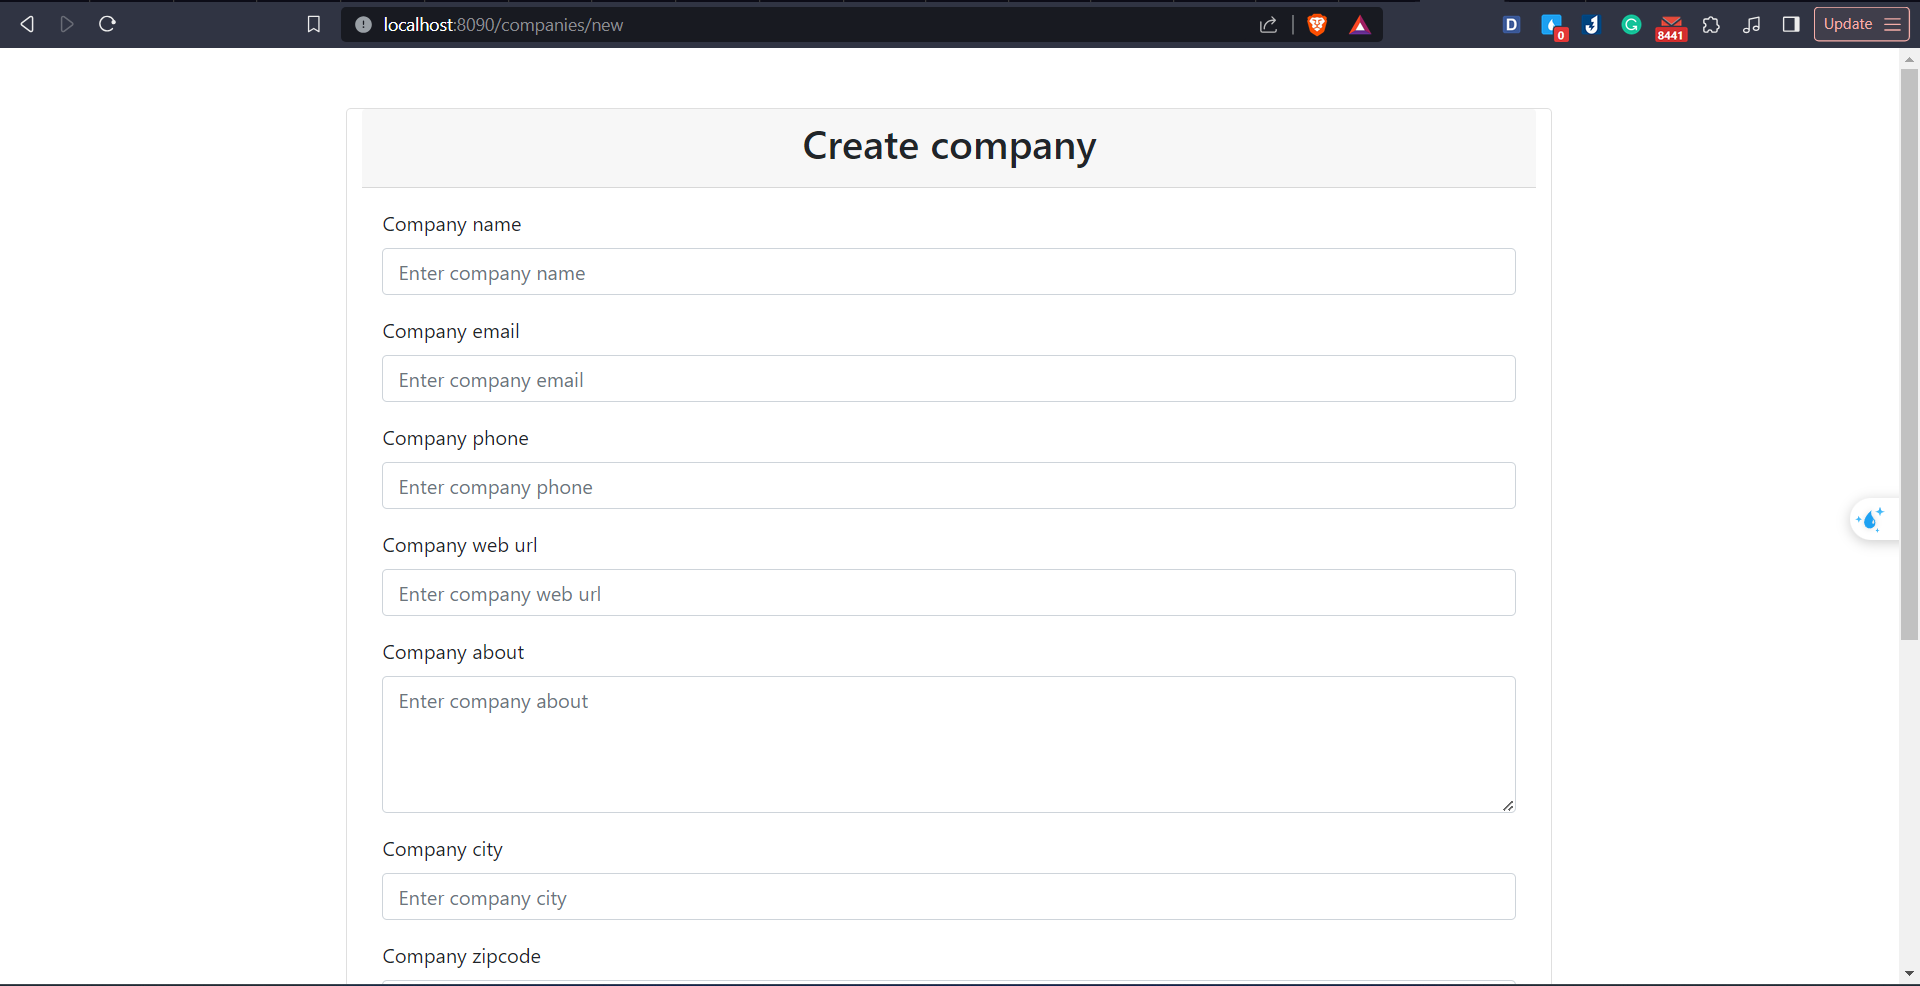 localhost:8090/companies/new
D
0
G
8441
Update
Create company
Company name
Enter company name
Company email
Enter company email
Company phone
Enter company phone
Company web url
Enter company web url
Company about
Enter company about
Company city
Enter company city
Company zipcode